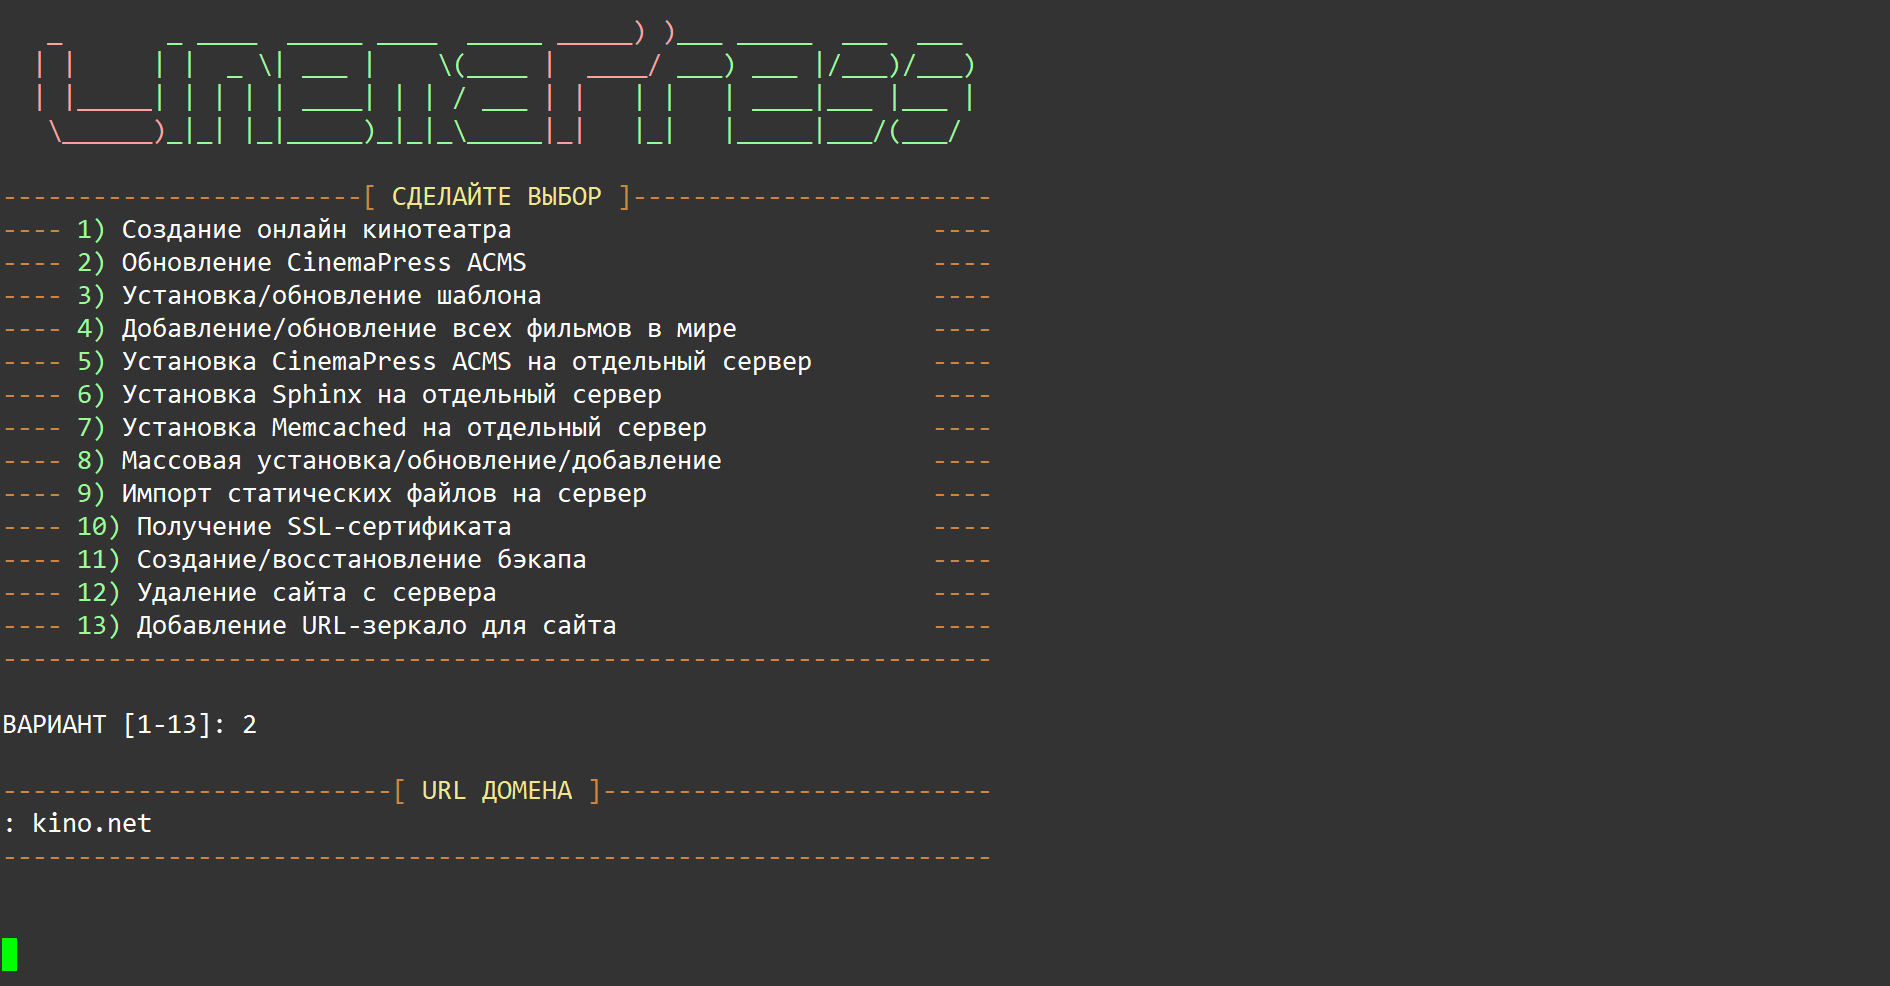 CinemaPress
------------------------[ СДЕЛАЙТЕ ВЫБОР ]------------------------
---- 1) Создание онлайн кинотеатра ----
---- 2) Обновление CinemaPress ACMS ----
---- 3) Установка/обновление шаблона ----
---- 4) Добавление/обновление всех фильмов в мире ----
---- 5) Установка CinemaPress ACMS на отдельный сервер ----
---- 6) Установка Sphinx на отдельный сервер ----
---- 7) Установка Memcached на отдельный сервер ----
---- 8) Массовая установка/обновление/добавление ----
---- 9) Импорт статических файлов на сервер ----
---- 10) Получение SSL-сертификата ----
---- 11) Создание/восстановление бэкапа ----
---- 12) Удаление сайта с сервера ----
---- 13) Добавление URL-зеркало для сайта ----
------------------------------------------------------------------
ВАРИАНТ [1-13]: 2
--------------------------[ URL ДОМЕНА ]--------------------------
: kino.net
------------------------------------------------------------------